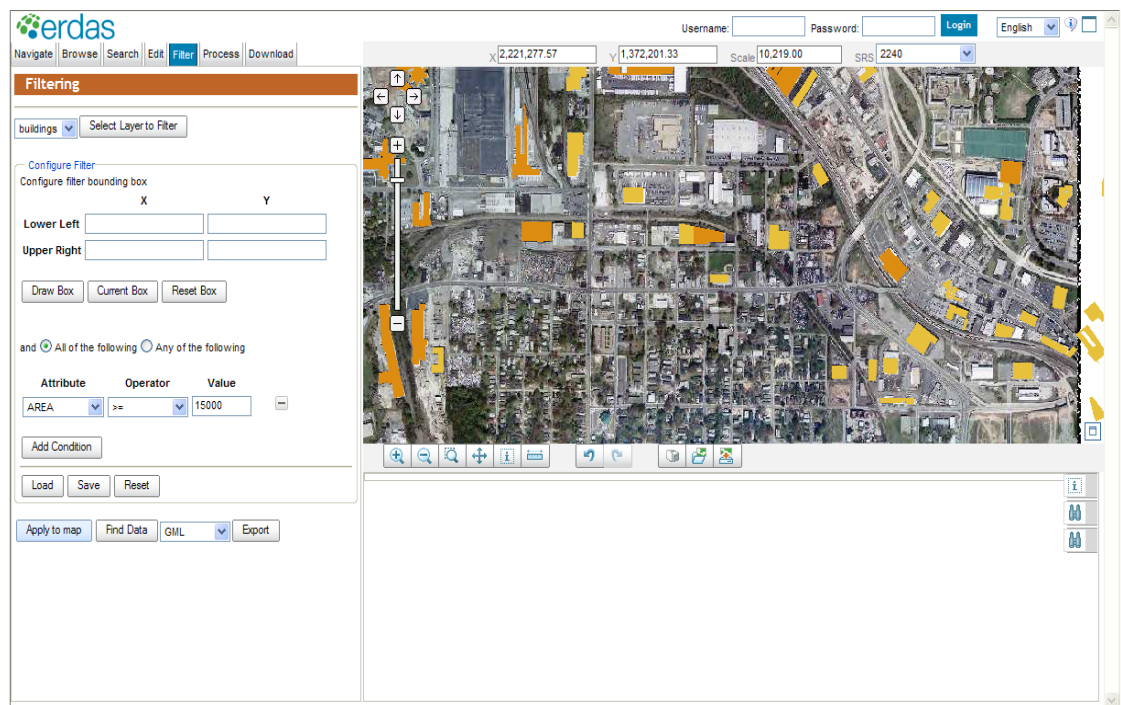 erdas
Username: Password: Login English
Navigate Browse Search Edit Filter Process Download
X 2,221,277.57 Y 1,372,201.33 Scale 10,219.00 SRS 2240
Filtering
buildings Select Layer to Filter
Configure Filter
Configure filter bounding box
X Y
Lower Left
Upper Right
Draw Box Current Box Reset Box
and All of the following Any of the following
Attribute Operator Value
AREA >= 15000
Add Condition
Load Save Reset
Apply to map Find Data GML Export